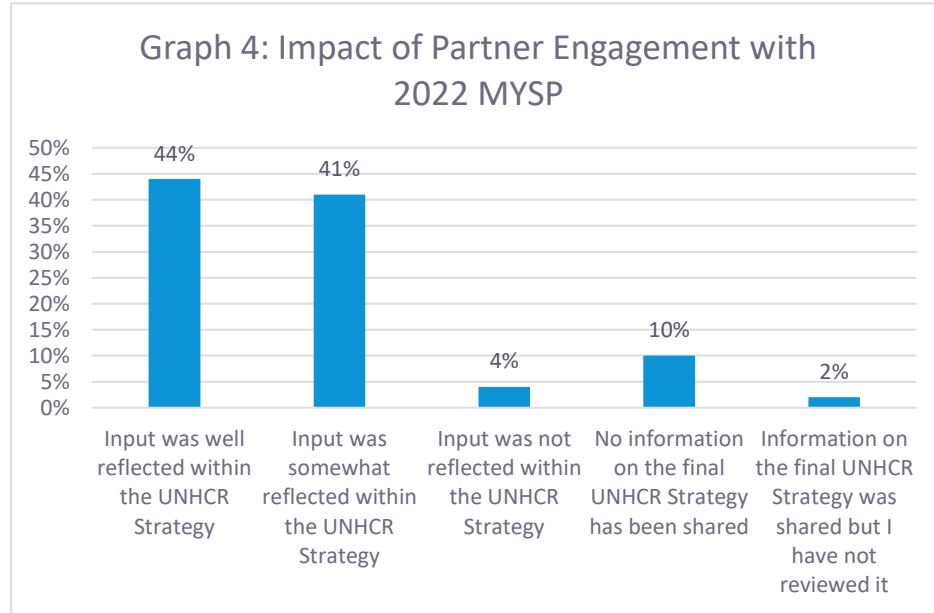 Graph 4: Impact of Partner Engagement with
2022 MYSP
50%
45%
40%
35%
30%
25%
20%
15%
10%
5%
0%
44%
41%
4%
10%
2%
Input was well
reflected within
the UNHCR
Strategy
Input was
somewhat
reflected within
the UNHCR
Strategy
Input was not
reflected within
the UNHCR
Strategy
No information
on the final
UNHCR Strategy
has been shared
Information on
the final UNHCR
Strategy was
shared but I
have not
reviewed it